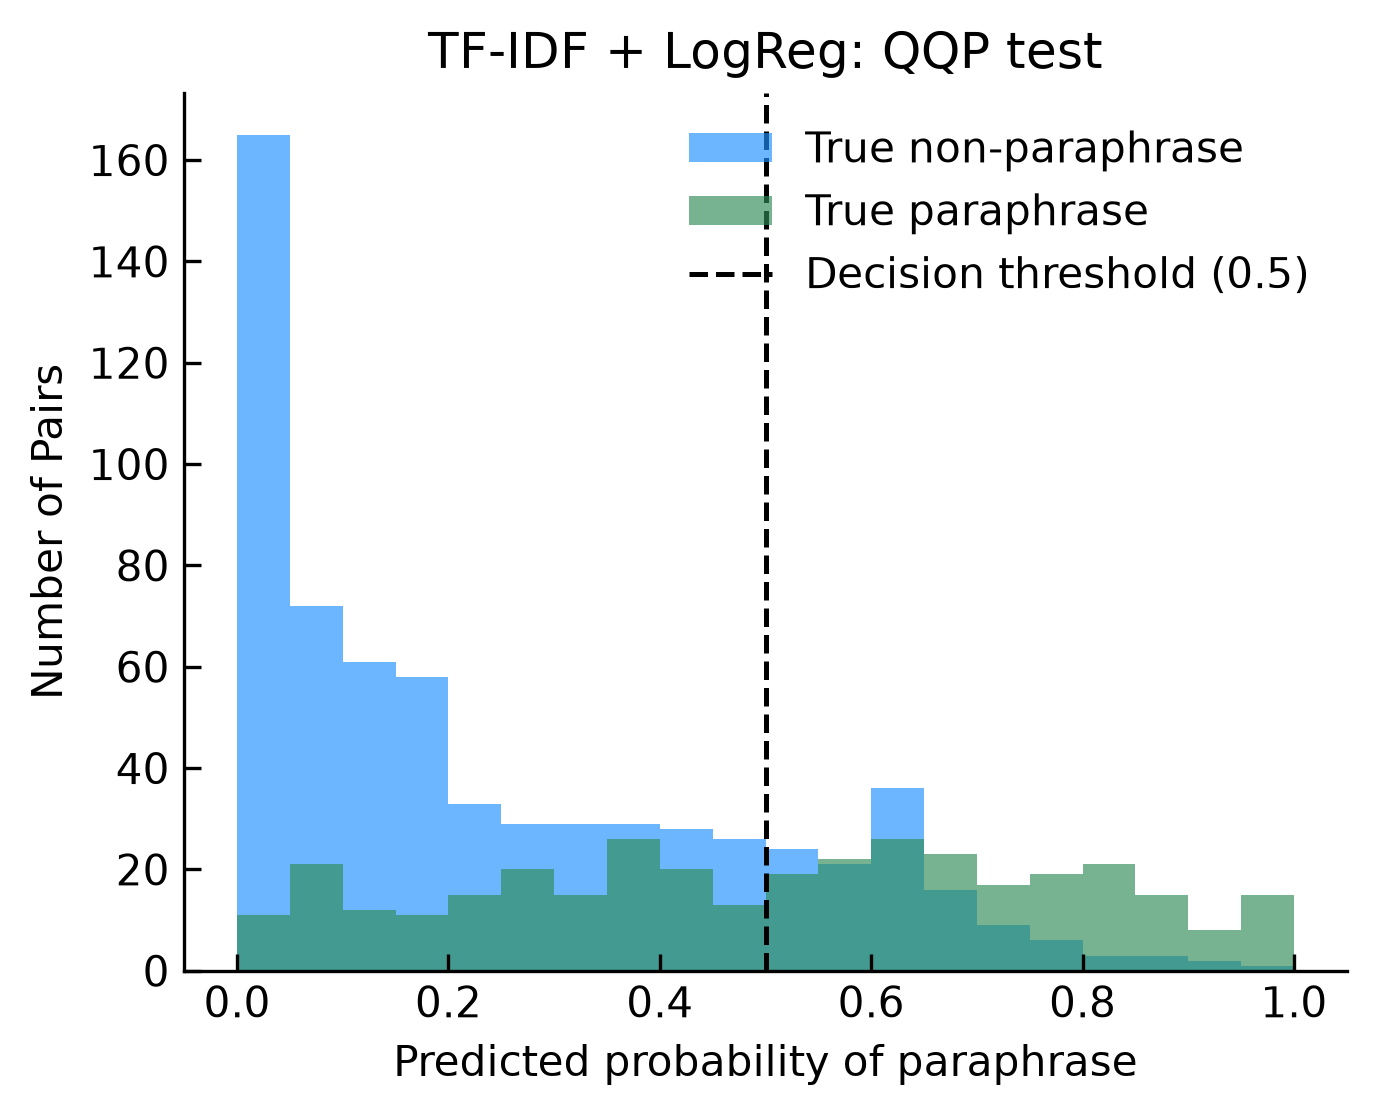 TF-IDF + LogReg: QQP test
True non-paraphrase
True paraphrase
Decision threshold (0.5)
Number of Pairs
160
140
120
100
80
60
40
20
0
0.0 0.2 0.4 0.6 0.8 1.0
Predicted probability of paraphrase